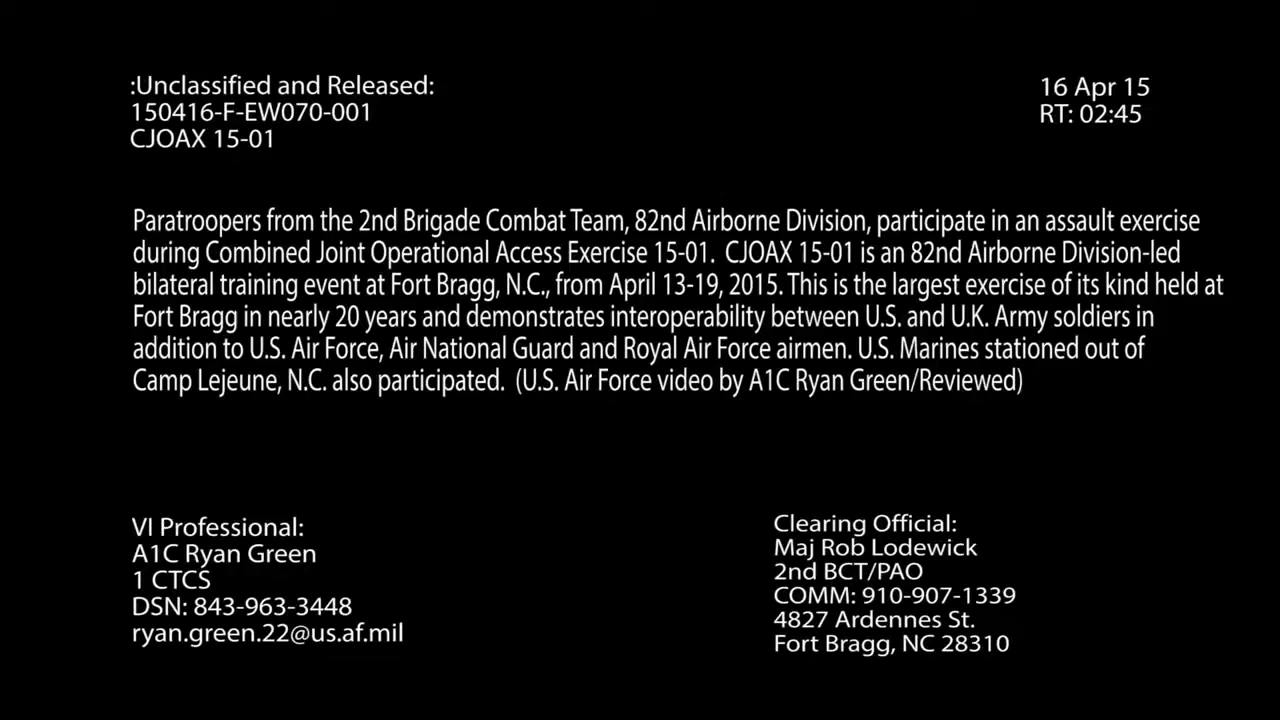 :Unclassified and Released:
150416-F-EW070-001
CJOAX 15-01
16 Apr 15
RT: 02:45
Paratroopers from the 2nd Brigade Combat Team, 82nd Airborne Division, participate in an assault exercise
during Combined Joint Operational Access Exercise 15-01.  CJOAX 15-01 is an 82nd Airborne Division-led
bilateral training event at Fort Bragg, N.C., from April 13-19, 2015. This is the largest exercise of its kind held at
Fort Bragg in nearly 20 years and demonstrates interoperability between U.S. and U.K. Army soldiers in
addition to U.S. Air Force, Air National Guard and Royal Air Force airmen. U.S. Marines stationed out of
Camp Lejeune, N.C. also participated.  (U.S. Air Force video by A1C Ryan Green/Reviewed)
VI Professional:
A1C Ryan Green
1 CTCS
DSN: 843-963-3448
ryan.green.22@us.af.mil
Clearing Official:
Maj Rob Lodewick
2nd BCT/PAO
COMM: 910-907-1339
4827 Ardennes St.
Fort Bragg, NC 28310